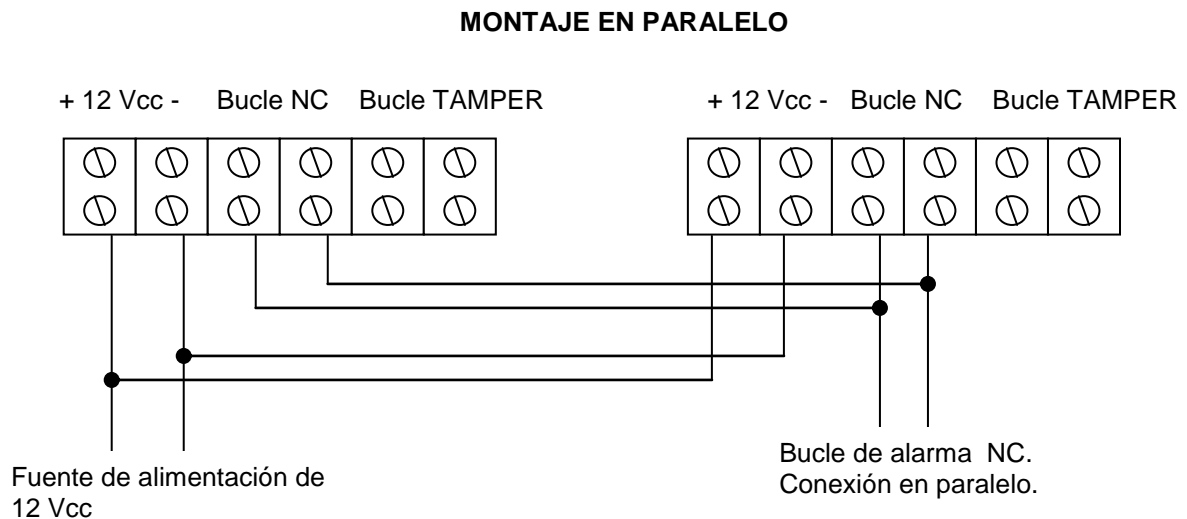 MONTAJE EN PARALELO
+ 12 Vcc - Bucle NC Bucle TAMPER
+ 12 Vcc - Bucle NC Bucle TAMPER
Fuente de alimentación de
12 Vcc
Bucle de alarma NC.
Conexión en paralelo.